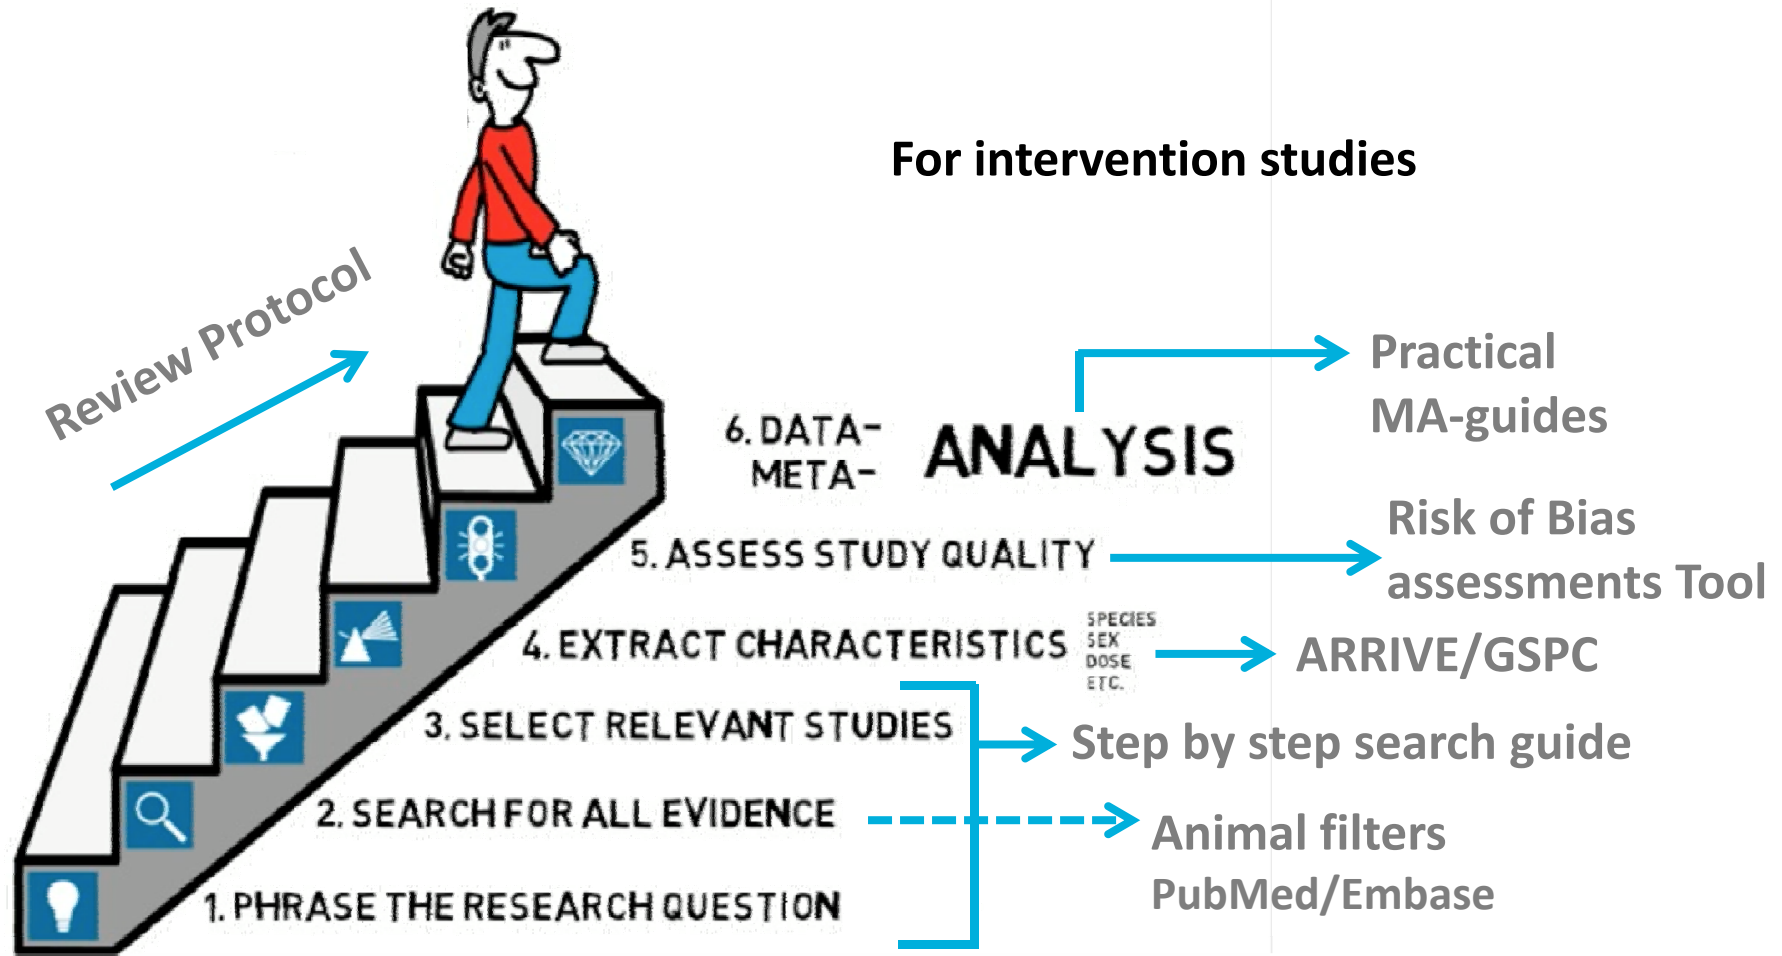 For intervention studies
Review Protocol
Practical
MA-guides
6. DATA-
META-
ANALYSIS
Risk of Bias
assessments Tool
5. ASSESS STUDY QUALITY
4. EXTRACT CHARACTERISTICS
SPECIES
SEX
DOSE
ETC.
ARRIVE/GSPC
3. SELECT RELEVANT STUDIES
Step by step search guide
2. SEARCH FOR ALL EVIDENCE
Animal filters
PubMed/Embase
1. PHRASE THE RESEARCH QUESTION